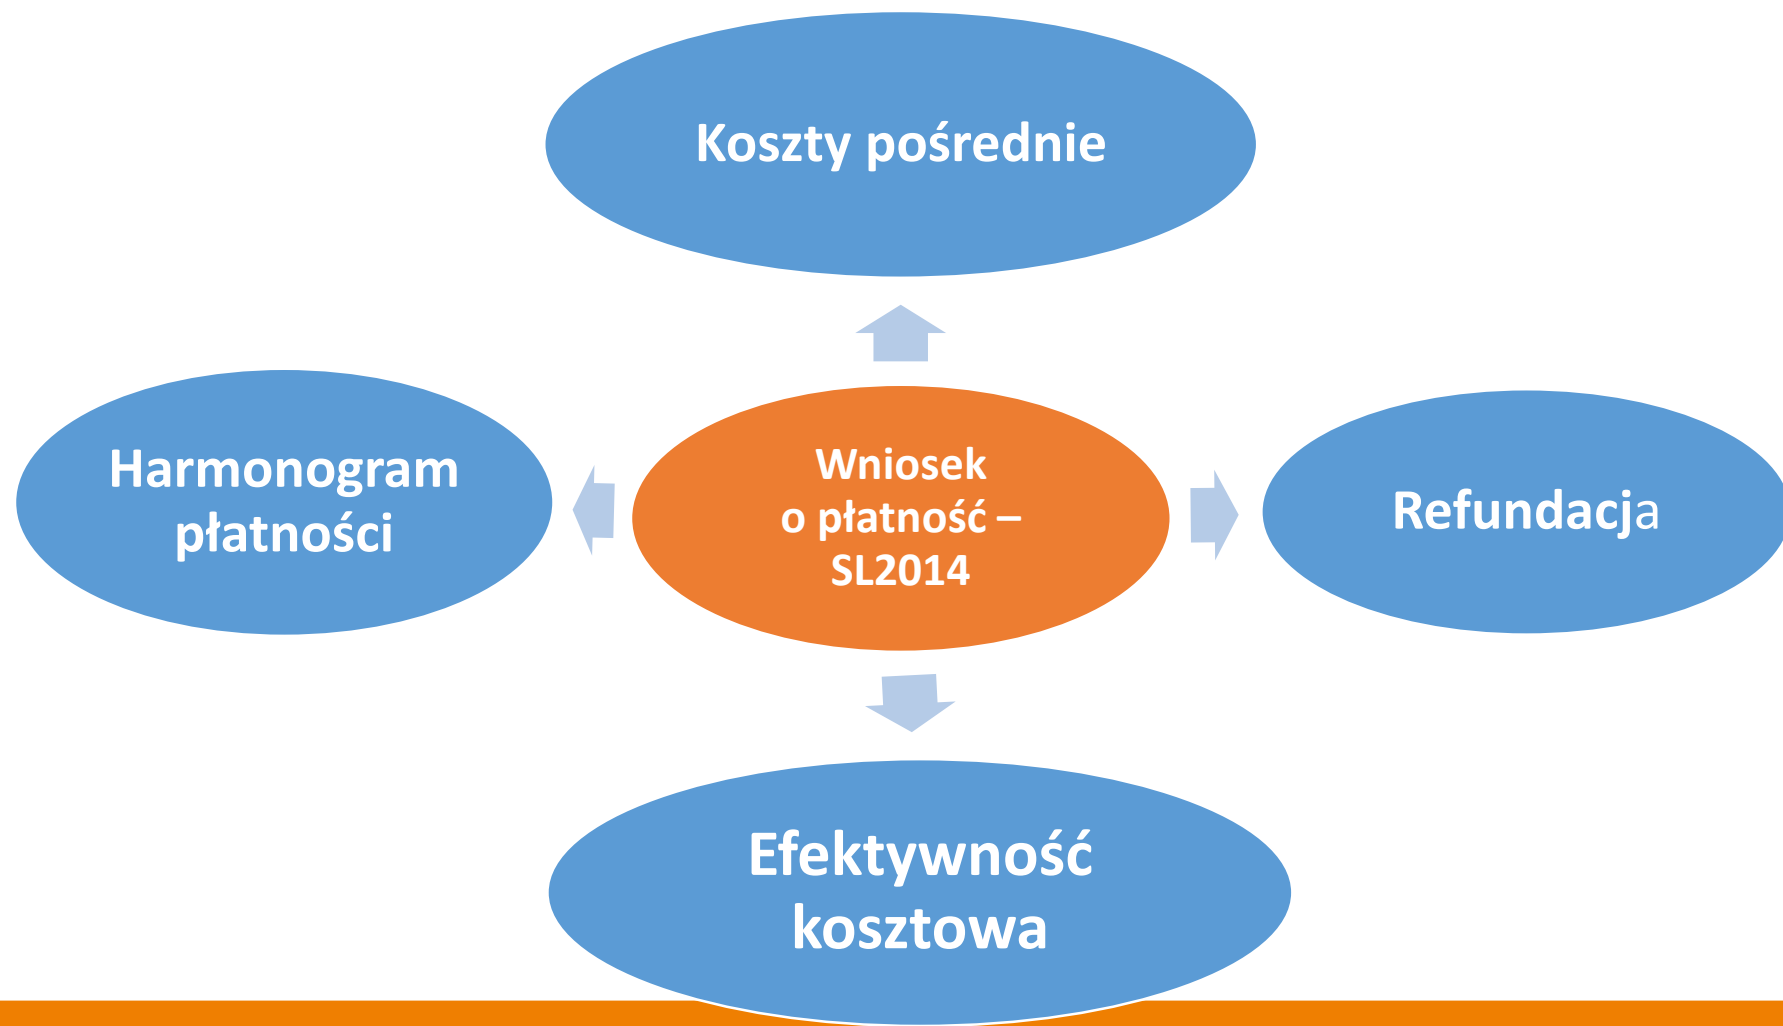 Koszty pośrednie
Harmonogram
płatności
Wniosek
o płatność –
SL2014
Refundacja
Efektywność
kosztowa